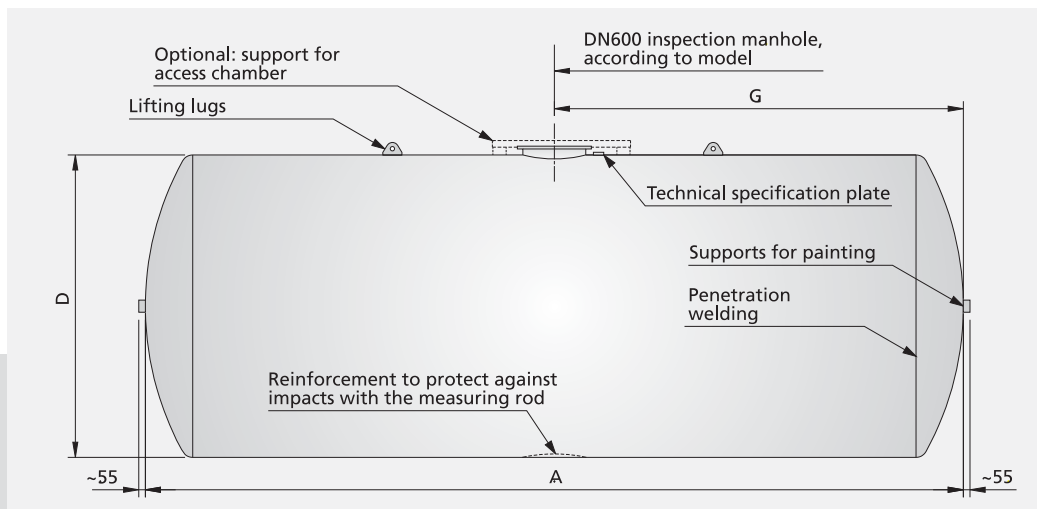 Optional: support for
access chamber
DN600 inspection manhole,
according to model
G
Lifting lugs
Technical specification plate
Supports for painting
D
Penetration
welding
Reinforcement to protect against
impacts with the measuring rod
~55
A
~55